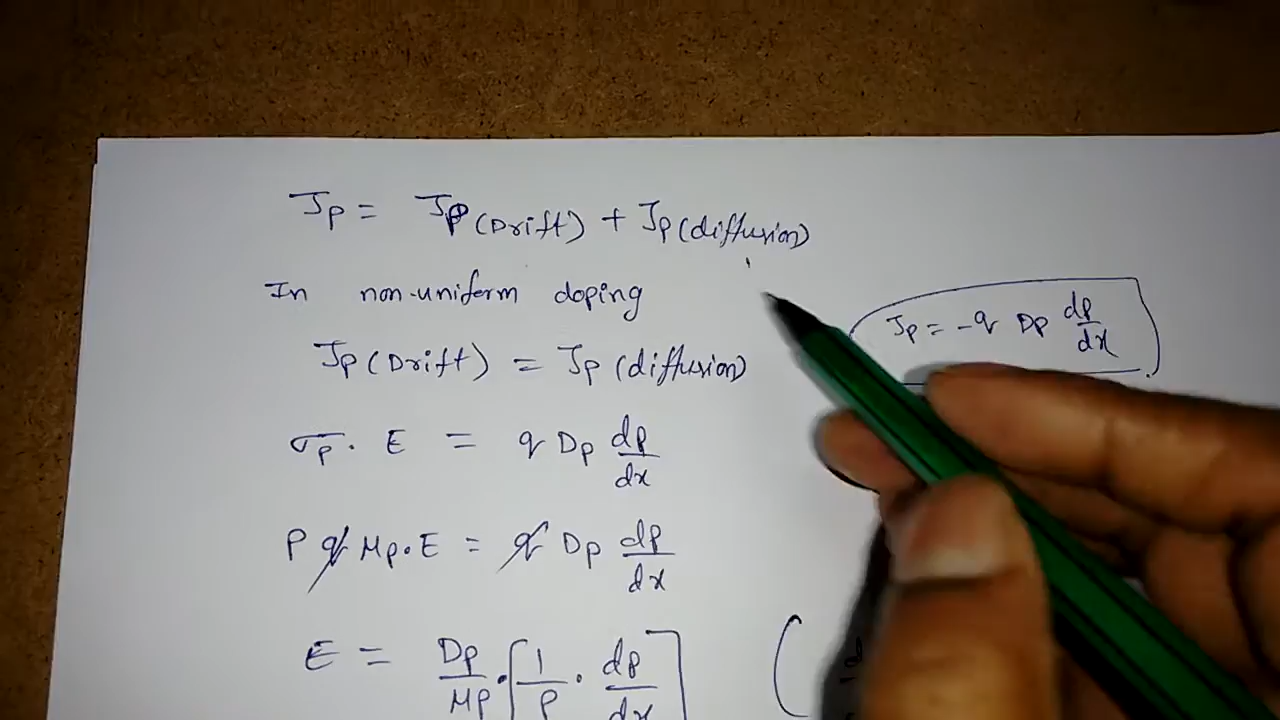 Jp = Jp (Drift) + Jp (diffusion)
In non-uniform doping
Jp = -q Dp dp/dx
Jp (Drift) = Jp (diffusion)
σp. E = q Dp dp/dx
P q μp. E = q Dp dp/dx
E = Dp/μp . [1/P . dp/dx]